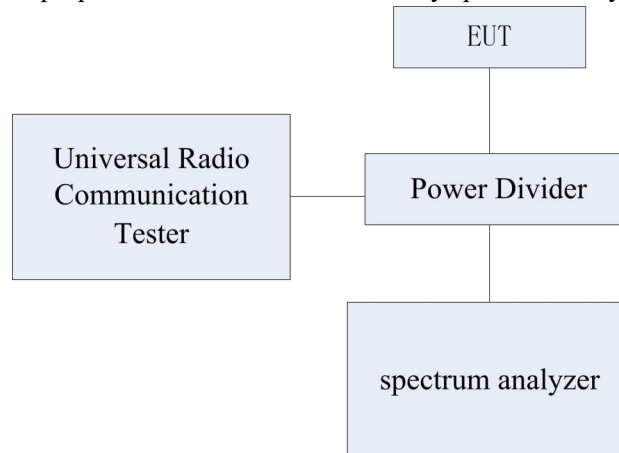 EUT
Universal Radio
Communication
Tester
Power Divider
spectrum analyzer